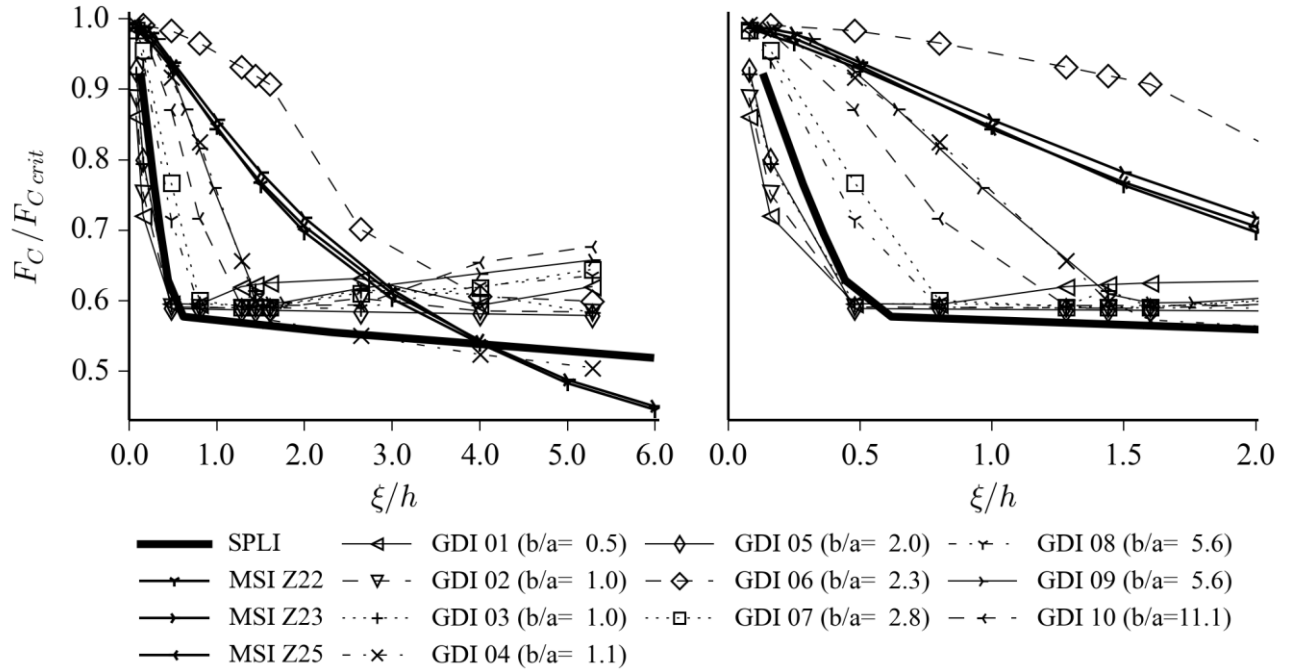 F_C/F_{C crit}
1.0
0.9
0.8
0.7
0.6
0.5
0.0 1.0 2.0 3.0 4.0 5.0 6.0
ξ/h
0.0 0.5 1.0 1.5 2.0
ξ/h
SPLI GDI 01 (b/a= 0.5) GDI 05 (b/a= 2.0) GDI 08 (b/a= 5.6)
MSI Z22 GDI 02 (b/a= 1.0) GDI 06 (b/a= 2.3) GDI 09 (b/a= 5.6)
MSI Z23 GDI 03 (b/a= 1.0) GDI 07 (b/a= 2.8) GDI 10 (b/a=11.1)
MSI Z25 GDI 04 (b/a= 1.1)